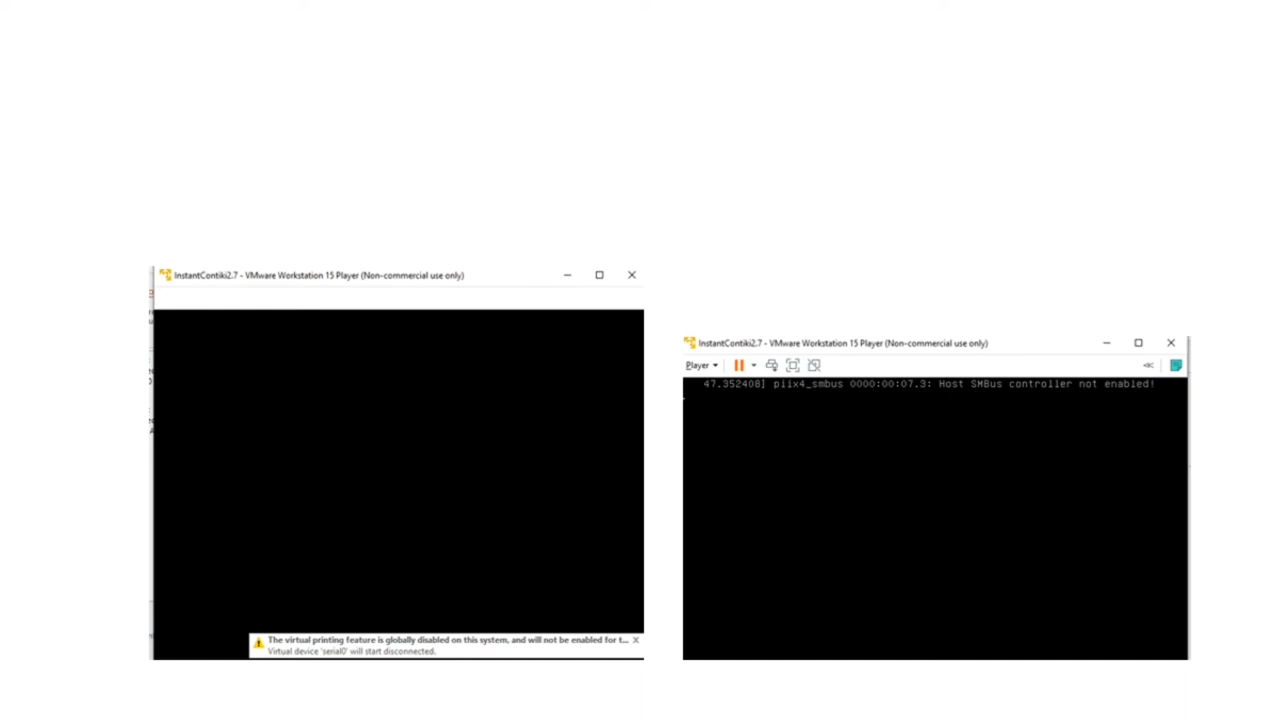 InstantContiki2.7 - VMware Workstation 15 Player (Non-commercial use only)
The virtual printing feature is globally disabled on this system, and will not be enabled for t...
Virtual device 'serial0' will start disconnected.
InstantContiki2.7 - VMware Workstation 15 Player (Non-commercial use only)
Player
47.352408] piix4_smbus 0000:00:07.3: Host SMBus controller not enabled!